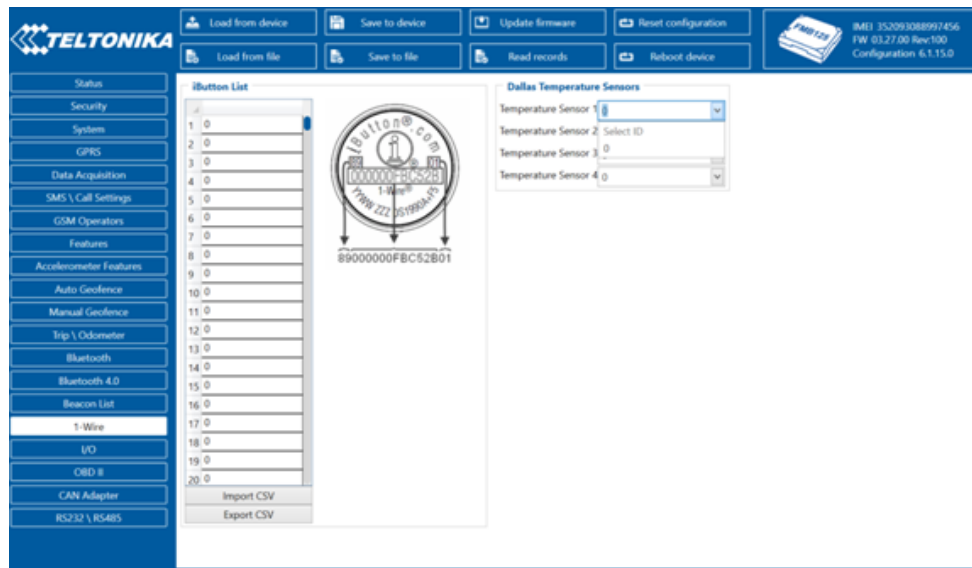 TELTONIKA
Load from device
Save to device
Update firmware
Reset configuration
Load from file
Save to file
Read records
Reboot device
FMB125
IMEI 352093088997456
FW 03.27.00 Rev:100
Configuration 6.1.15.0
Status
Security
System
GPRS
Data Acquisition
SMS \ Call Settings
GSM Operators
Features
Accelerometer Features
Auto Geofence
Manual Geofence
Trip \ Odometer
Bluetooth
Bluetooth 4.0
Beacon List
1-Wire
I/O
OBD II
CAN Adapter
RS232 \ RS485
iButton List
1 0
2 0
3 0
4 0
5 0
6 0
7 0
8 0
9 0
10 0
11 0
12 0
13 0
14 0
15 0
16 0
17 0
18 0
19 0
20 0
Import CSV
Export CSV
iButton®.com
000000FBC52B
1-Wire®
YYWW ZZZ DS1990A+F5
89000000FBC52B01
Dallas Temperature Sensors
Temperature Sensor 1 0
Temperature Sensor 2 Select ID
0
Temperature Sensor 3
Temperature Sensor 4 0